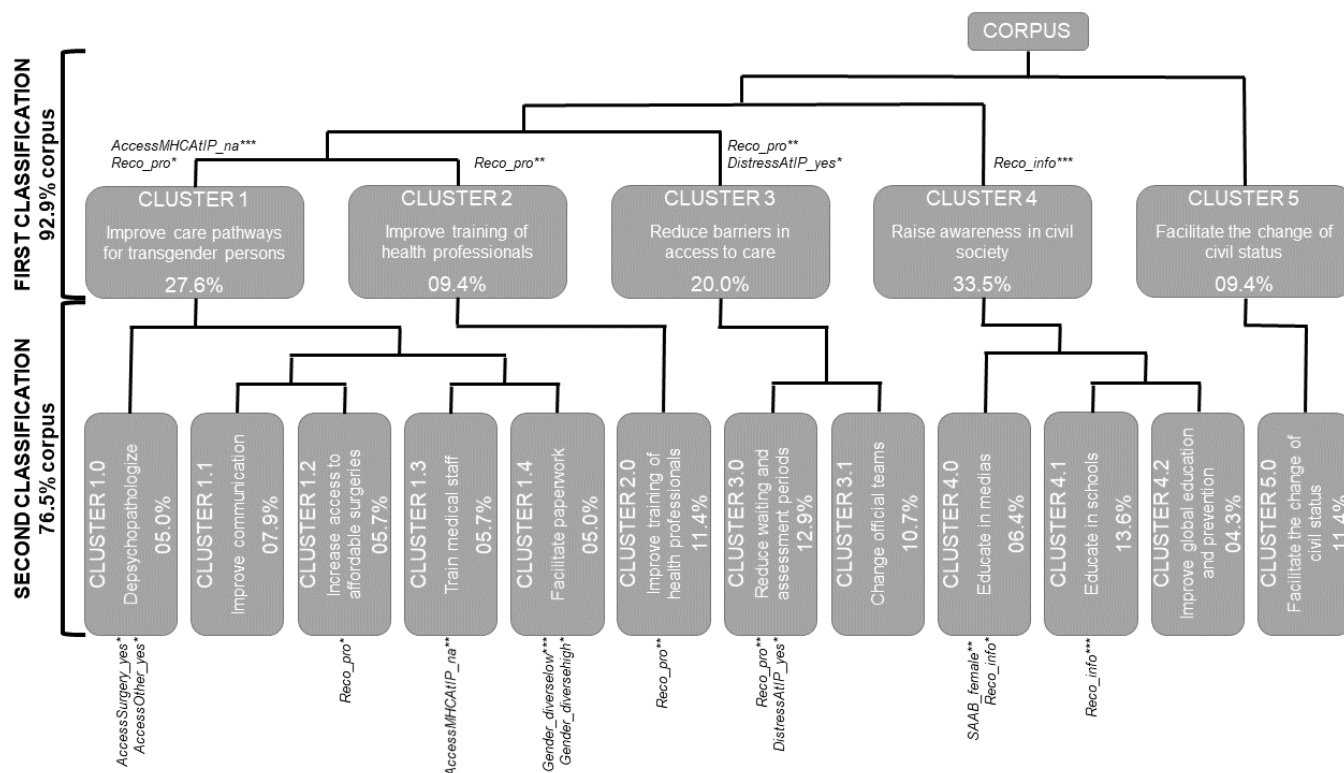 CORPUS
FIRST CLASSIFICATION
92.9% corpus
AccessMHCAtIP_na***
Reco_pro*
Reco_pro**
Reco_pro**
DistressAtIP_yes*
Reco_info***
CLUSTER 1
Improve care pathways
for transgender persons
27.6%
CLUSTER 2
Improve training of
health professionals
09.4%
CLUSTER 3
Reduce barriers in
access to care
20.0%
CLUSTER 4
Raise awareness in civil
society
33.5%
CLUSTER 5
Facilitate the change of
civil status
09.4%
SECOND CLASSIFICATION
76.5% corpus
CLUSTER 1.0
Depsychopathologize
05.0%
CLUSTER 1.1
Improve communication
07.9%
CLUSTER 1.2
Increase access to
affordable surgeries
05.7%
CLUSTER 1.3
Train medical staff
05.7%
CLUSTER 1.4
Facilitate paperwork
05.0%
CLUSTER 2.0
Improve training of
health professionals
11.4%
CLUSTER 3.0
Reduce waiting and
assessment periods
12.9%
CLUSTER 3.1
Change official teams
10.7%
CLUSTER 4.0
Educate in medias
06.4%
CLUSTER 4.1
Educate in schools
13.6%
CLUSTER 4.2
Improve global education
and prevention
04.3%
CLUSTER 5.0
Facilitate the change of
civil status
11.4%
AccessSurgery_yes*
AccessOther_yes*
Reco_pro*
AccessMHCAtIP_na**
Gender_diverselow***
Gender_diversehigh*
Reco_pro**
Reco_pro**
DistressAtIP_yes*
SAAB_female**
Reco_info*
Reco_info***